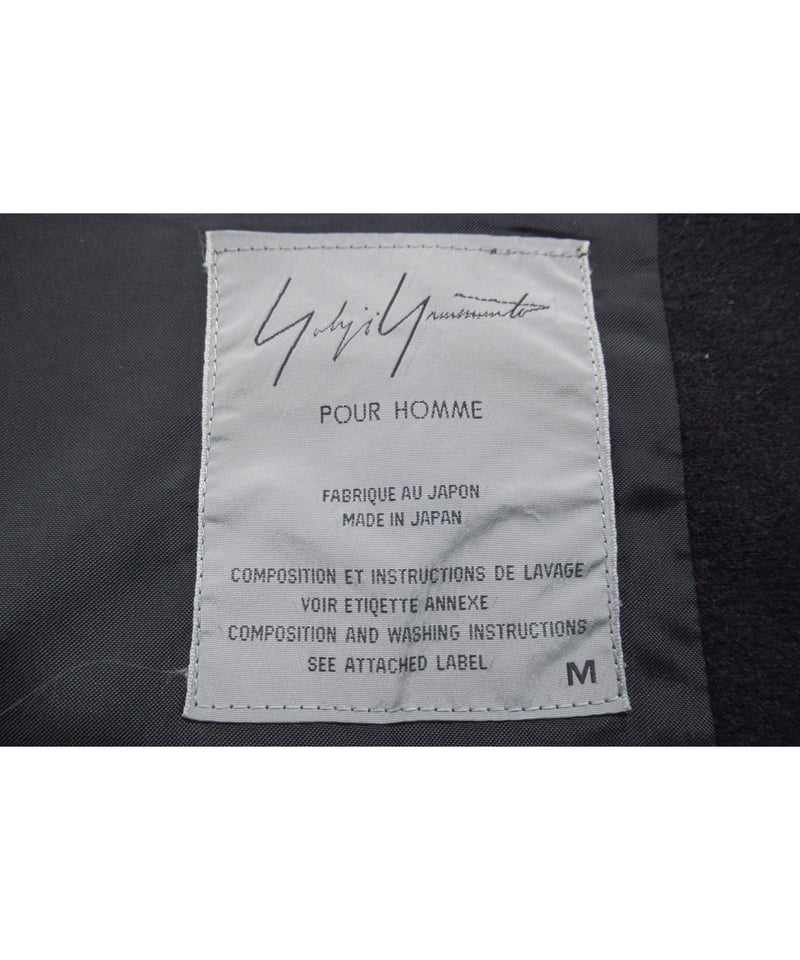 Yohji Yamamoto
POUR HOMME
FABRIQUE AU JAPON
MADE IN JAPAN
COMPOSITION ET INSTRUCTIONS DE LAVAGE
VOIR ETIQETTE ANNEXE
COMPOSITION AND WASHING INSTRUCTIONS
SEE ATTACHED LABEL
M